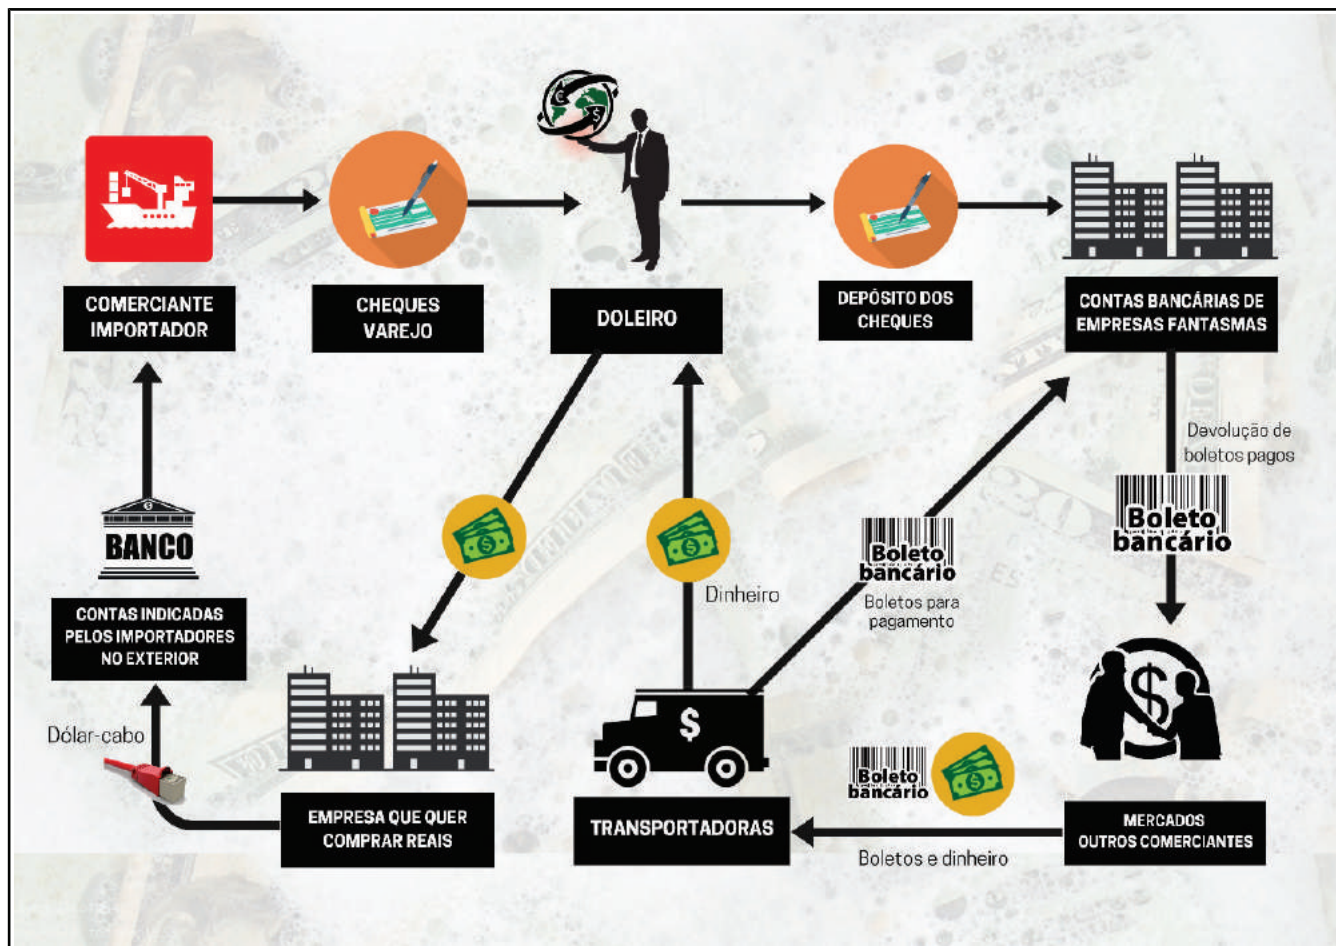 COMERCIANTE
IMPORTADOR
CHEQUES
VAREJO
DOLEIRO
DEPÓSITO DOS
CHEQUES
CONTAS BANCÁRIAS DE
EMPRESAS FANTASMAS
Devolução de
boletos pagos
Boleto
bancário
BANCO
Dinheiro
Boleto
bancário
Boletos para
pagamento
CONTAS INDICADAS
PELOS IMPORTADORES
NO EXTERIOR
Dólar-cabo
$
$
Boleto
bancário
EMPRESA QUE QUER
COMPRAR REAIS
TRANSPORTADORAS
Boletos e dinheiro
MERCADOS
OUTROS COMERCIANTES